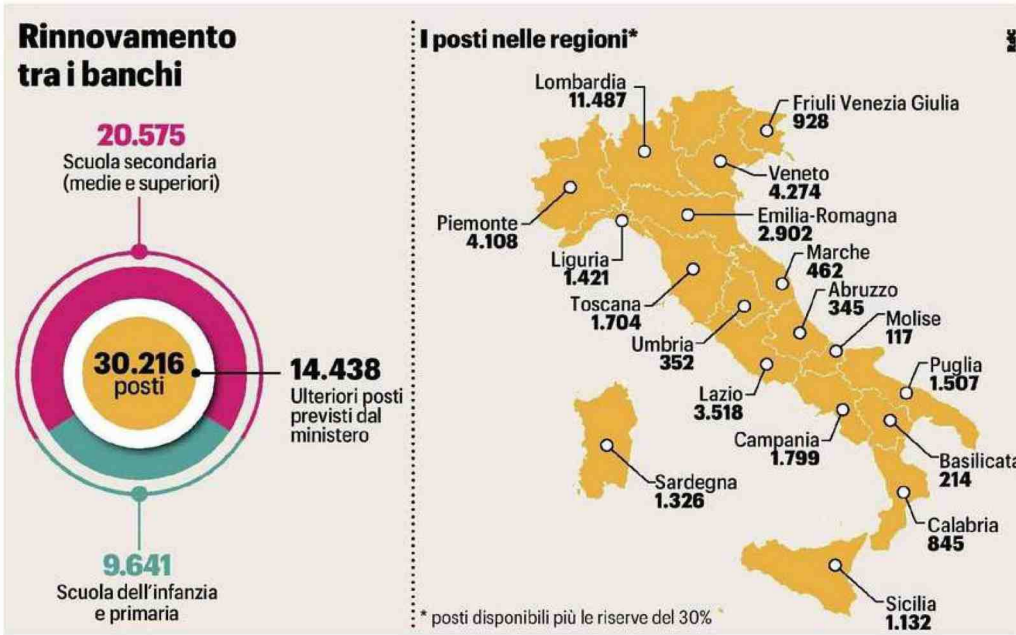 Rinnovamento
tra i banchi
20.575
Scuola secondaria
(medie e superiori)
30.216
posti
14.438
Ulteriori posti
previsti dal
ministero
9.641
Scuola dell'infanzia
e primaria
I posti nelle regioni*
Lombardia
11.487
Friuli Venezia Giulia
928
Veneto
4.274
Piemonte
4.108
Emilia-Romagna
2.902
Liguria
1.421
Marche
462
Toscana
1.704
Abruzzo
345
Umbria
352
Molise
117
Lazio
3.518
Puglia
1.507
Campania
1.799
Basilicata
214
Sardegna
1.326
Calabria
845
Sicilia
1.132
* posti disponibili più le riserve del 30%